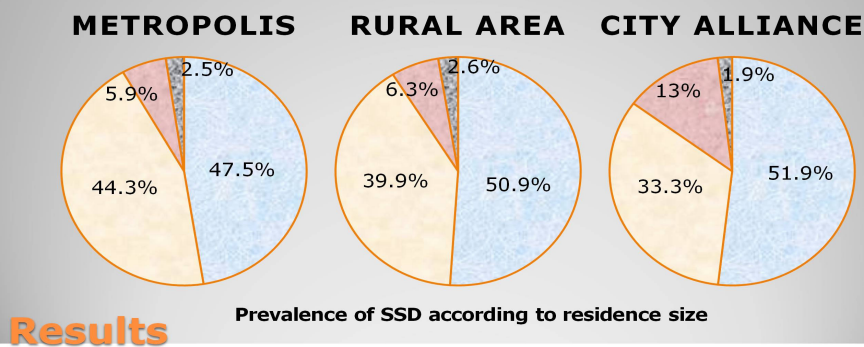 METROPOLIS
RURAL AREA
CITY ALLIANCE
2.5%
5.9%
44.3%
47.5%
2.6%
6.3%
39.9%
50.9%
1.9%
13%
33.3%
51.9%
Prevalence of SSD according to residence size
Results